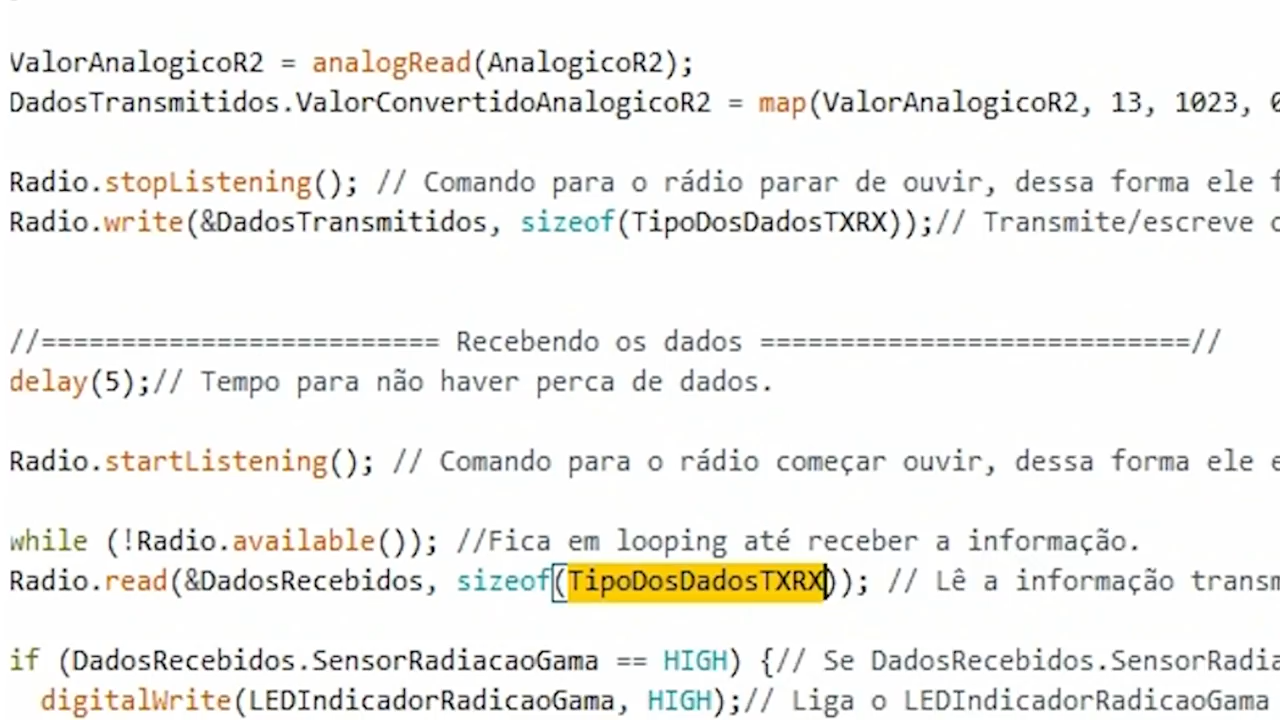 ValorAnalogicoR2 = analogRead(AnalogicoR2);
DadosTransmitidos.ValorConvertidoAnalogicoR2 = map(ValorAnalogicoR2, 13, 1023,
Radio.stopListening(); // Comando para o rádio parar de ouvir, dessa forma ele
Radio.write(&DadosTransmitidos, sizeof(TipoDosDadosTXRX));// Transmite/escreve
//========================= Recebendo os dados ===========================//
delay(5);// Tempo para não haver perca de dados.
Radio.startListening(); // Comando para o rádio começar ouvir, dessa forma ele
while (!Radio.available()); //Fica em looping até receber a informação.
Radio.read(&DadosRecebidos, sizeof(TipoDosDadosTXRX)); // Lê a informação transm
if (DadosRecebidos.SensorRadiacaoGama == HIGH) {// Se DadosRecebidos.SensorRadia
digitalWrite(LEDIndicadorRadicaoGama, HIGH);// Liga o LEDIndicadorRadicaoGama